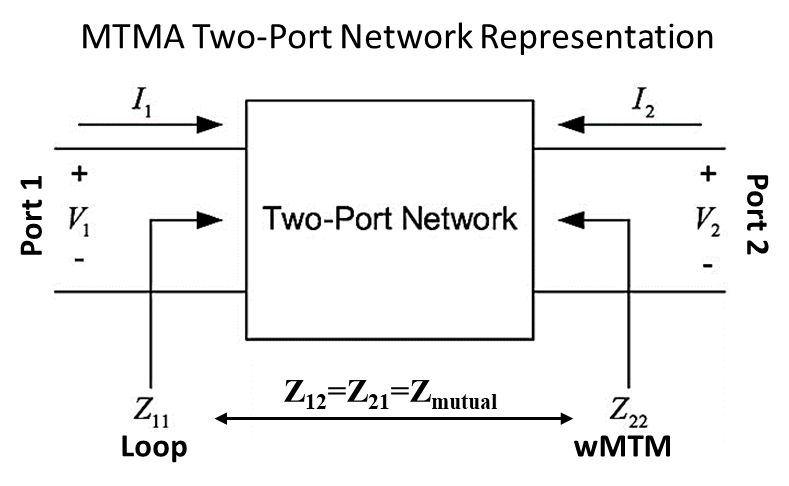 MTMA Two-Port Network Representation
I₁
I₂
Port 1
+
V₁
-
Two-Port Network
+
V₂
-
Port 2
Z₁₂=Z₂₁=Zmutual
Z₁₁
Loop
Z₂₂
wMTM